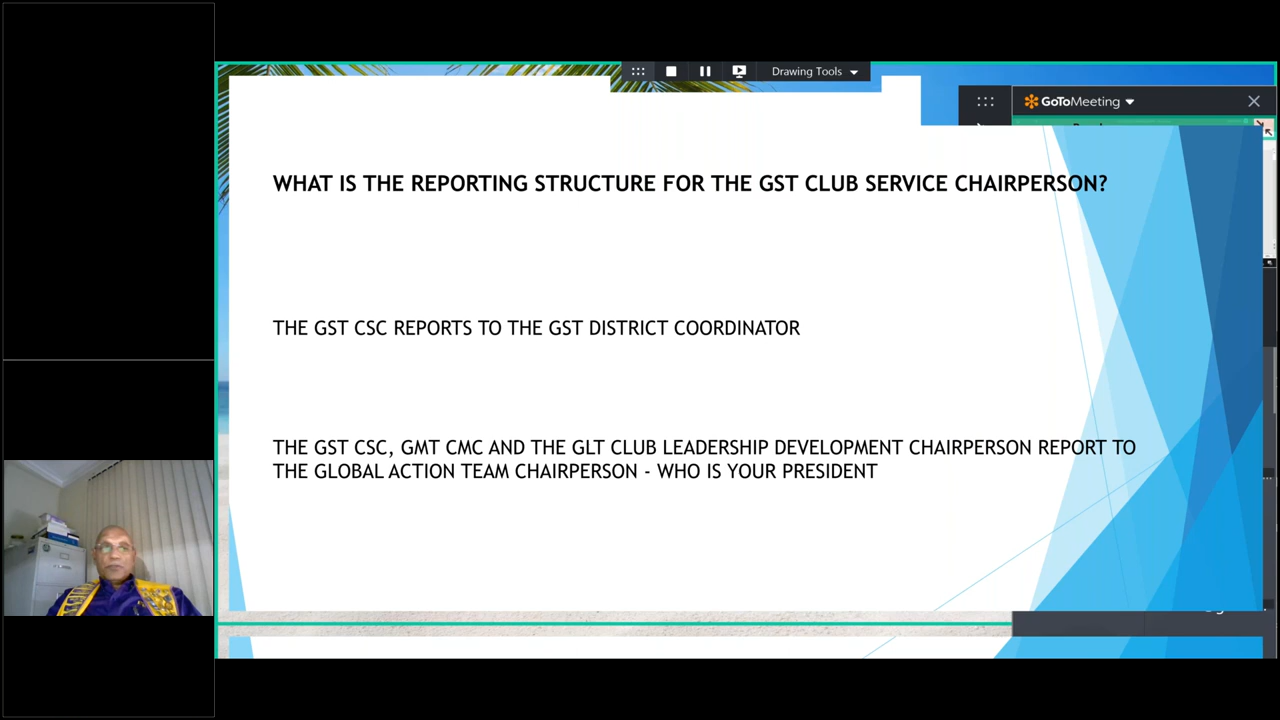 Drawing Tools
GoToMeeting
WHAT IS THE REPORTING STRUCTURE FOR THE GST CLUB SERVICE CHAIRPERSON?
THE GST CSC REPORTS TO THE GST DISTRICT COORDINATOR
THE GST CSC, GMT CMC AND THE GLT CLUB LEADERSHIP DEVELOPMENT CHAIRPERSON REPORT TO
THE GLOBAL ACTION TEAM CHAIRPERSON - WHO IS YOUR PRESIDENT